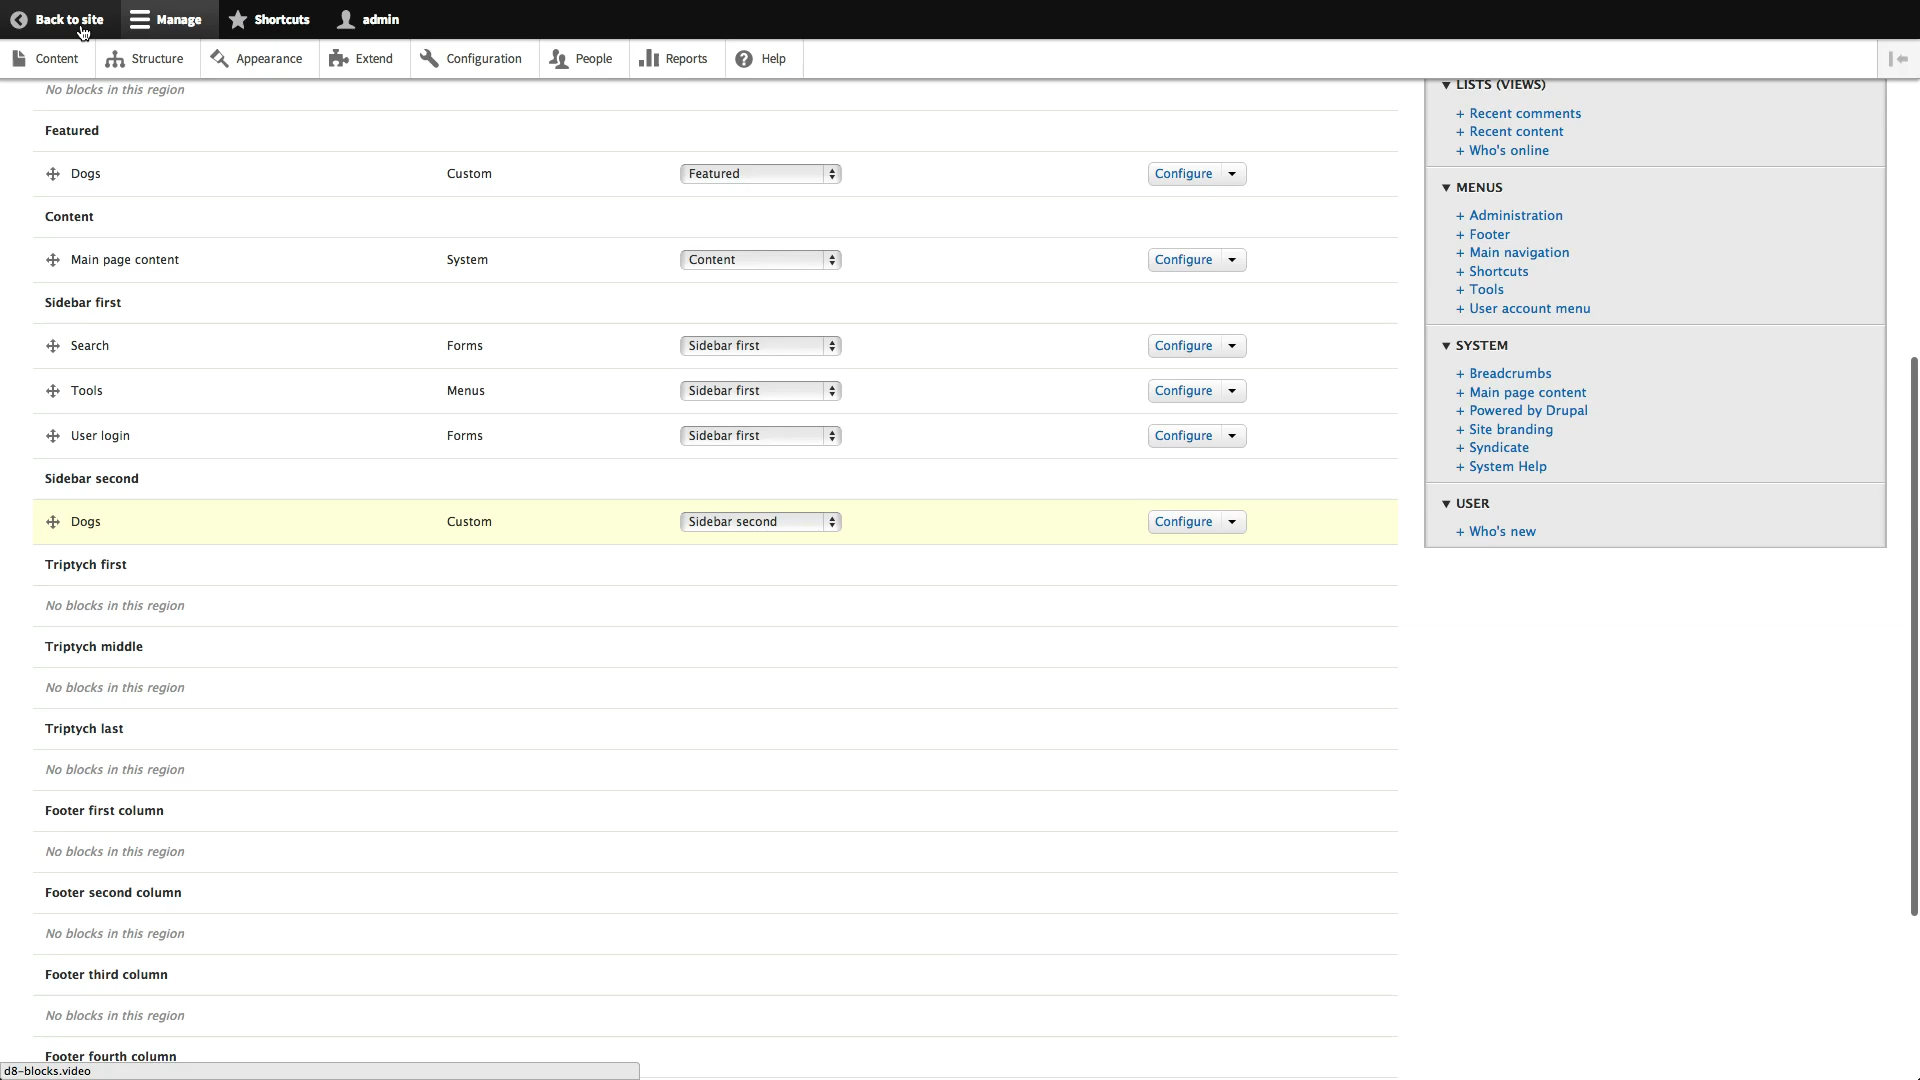 Back to site Manage Shortcuts admin
Content Structure Appearance Extend Configuration People Reports Help
No blocks in this region
Featured
Dogs Custom Featured Configure
Content
Main page content System Content Configure
Sidebar first
Search Forms Sidebar first Configure
Tools Menus Sidebar first Configure
User login Forms Sidebar first Configure
Sidebar second
Dogs Custom Sidebar second Configure
Triptych first
No blocks in this region
Triptych middle
No blocks in this region
Triptych last
No blocks in this region
Footer first column
No blocks in this region
Footer second column
No blocks in this region
Footer third column
No blocks in this region
Footer fourth column
d8-blocks.video
LISTS (VIEWS)
+ Recent comments
+ Recent content
+ Who's online
MENUS
+ Administration
+ Footer
+ Main navigation
+ Shortcuts
+ Tools
+ User account menu
SYSTEM
+ Breadcrumbs
+ Main page content
+ Powered by Drupal
+ Site branding
+ Syndicate
+ System Help
USER
+ Who's new